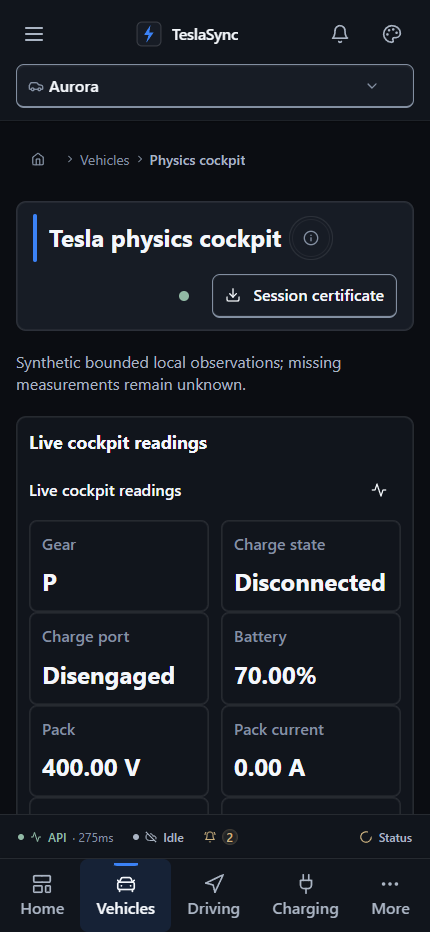 TeslaSync
Aurora
Vehicles
Physics cockpit
Tesla physics cockpit
Session certificate
Synthetic bounded local observations; missing
measurements remain unknown.
Live cockpit readings
Live cockpit readings
Gear
P
Charge state
Disconnected
Charge port
Disengaged
Battery
70.00%
Pack
400.00 V
Pack current
0.00 A
API · 275ms
Idle
2
Status
Home
Vehicles
Driving
Charging
More